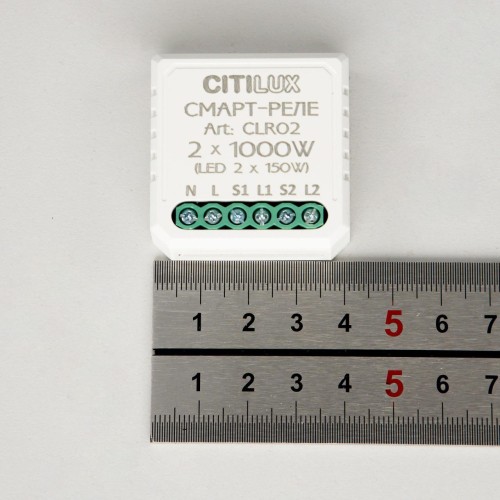 CITILUX
СМАРТ-РЕЛЕ
Art: CLR02
2 x 1000W
(LED 2 x 150W)
N L S1 L1 S2 L2
1 2 3 4 5 6 7
1 2 3 4 5 6 7